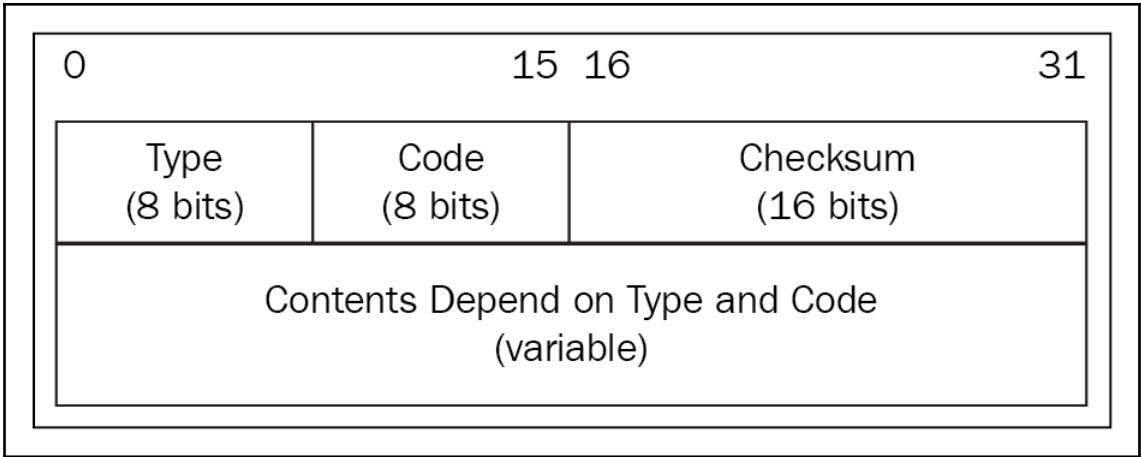 0 15 16 31
Type Code Checksum
(8 bits) (8 bits) (16 bits)
Contents Depend on Type and Code
(variable)